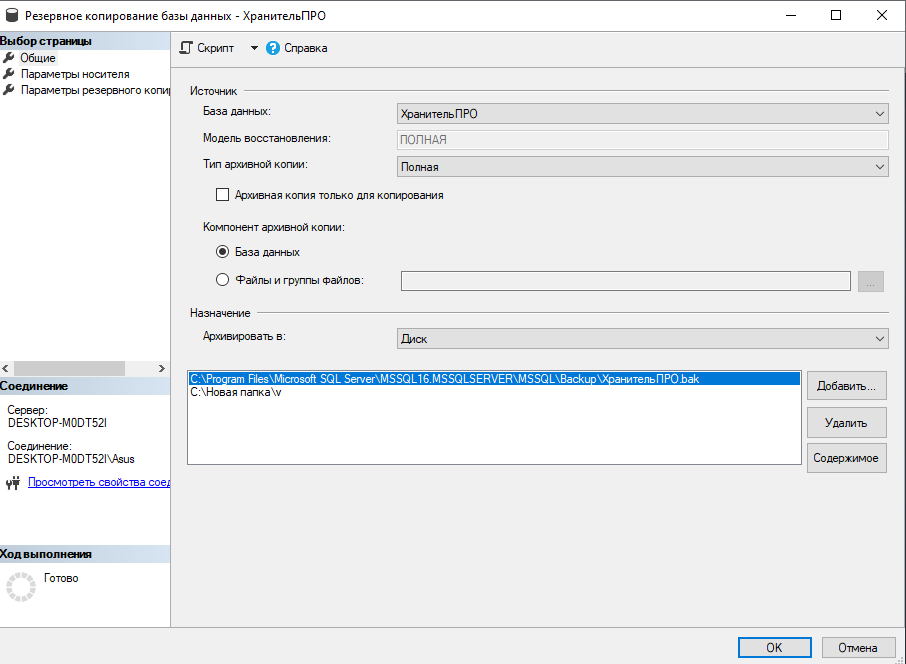 Резервное копирование базы данных - ХранительПРО
Выбор страницы
Общие
Параметры носителя
Параметры резервного копир
Скрипт
Справка
Источник
База данных:
ХранительПРО
Модель восстановления:
ПОЛНАЯ
Тип архивной копии:
Полная
Архивная копия только для копирования
Компонент архивной копии:
База данных
Файлы и группы файлов:
...
Назначение
Архивировать в:
Диск
C:\Program Files\Microsoft SQL Server\MSSQL16.MSSQLSERVER\MSSQL\Backup\ХранительПРО.bak
C:\Новая папка\v
Добавить...
Удалить
Содержимое
Соединение
Сервер:
DESKTOP-M0DT52I
Соединение:
DESKTOP-M0DT52I\Asus
Просмотреть свойства соед
Ход выполнения
Готово
OK
Отмена